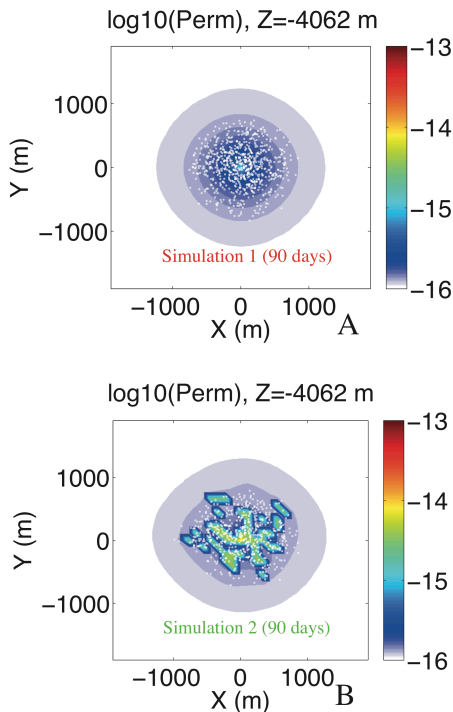 log10(Perm), Z=-4062 m
-13
1000
-14
Y (m)
0
-15
-1000
Simulation 1 (90 days)
-16
-1000 0 1000
X (m)
A
log10(Perm), Z=-4062 m
-13
1000
-14
Y (m)
0
-15
-1000
Simulation 2 (90 days)
-16
-1000 0 1000
X (m)
B